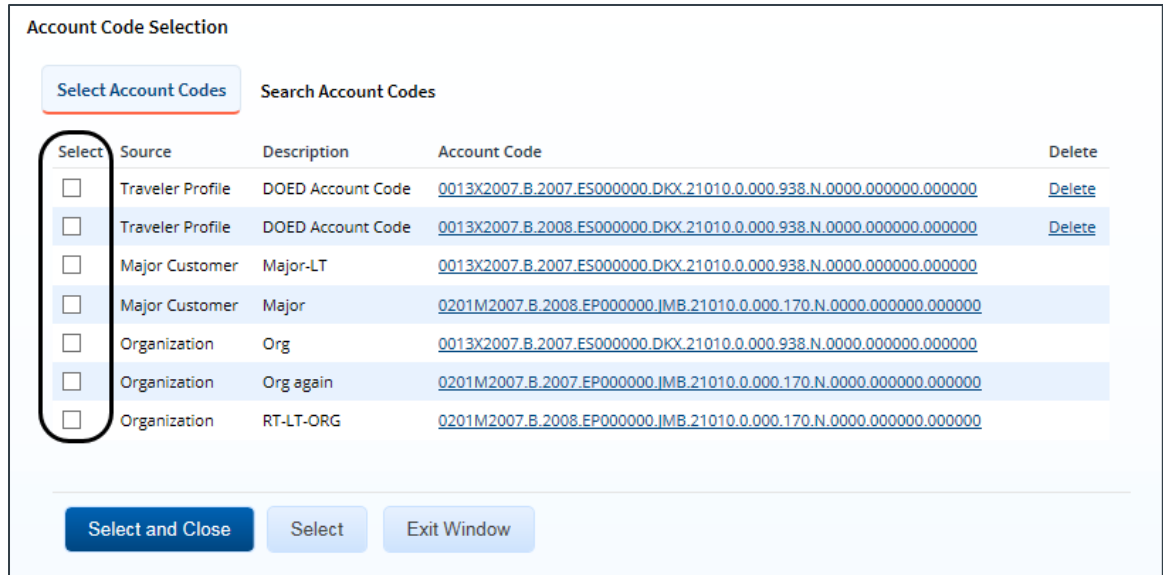 Account Code Selection
Select Account Codes Search Account Codes
Select Source Description Account Code Delete
Traveler Profile DOED Account Code 0013X2007.B.2007.ES000000.DKX.21010.0.000.938.N.0000.000000.000000 Delete
Traveler Profile DOED Account Code 0013X2007.B.2008.ES000000.DKX.21010.0.000.938.N.0000.000000.000000 Delete
Major Customer Major-LT 0013X2007.B.2007.ES000000.DKX.21010.0.000.938.N.0000.000000.000000
Major Customer Major 0201M2007.B.2008.EP000000.JMB.21010.0.000.170.N.0000.000000.000000
Organization Org 0013X2007.B.2007.ES000000.DKX.21010.0.000.938.N.0000.000000.000000
Organization Org again 0201M2007.B.2007.EP000000.JMB.21010.0.000.170.N.0000.000000.000000
Organization RT-LT-ORG 0201M2007.B.2008.EP000000.JMB.21010.0.000.170.N.0000.000000.000000
Select and Close Select Exit Window